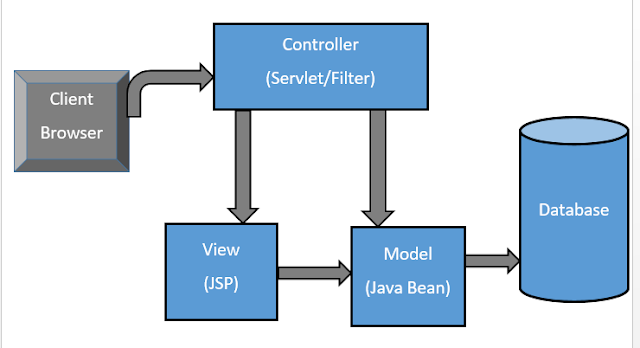 Controller
(Servlet/Filter)
Client
Browser
Database
View
(JSP)
Model
(Java Bean)